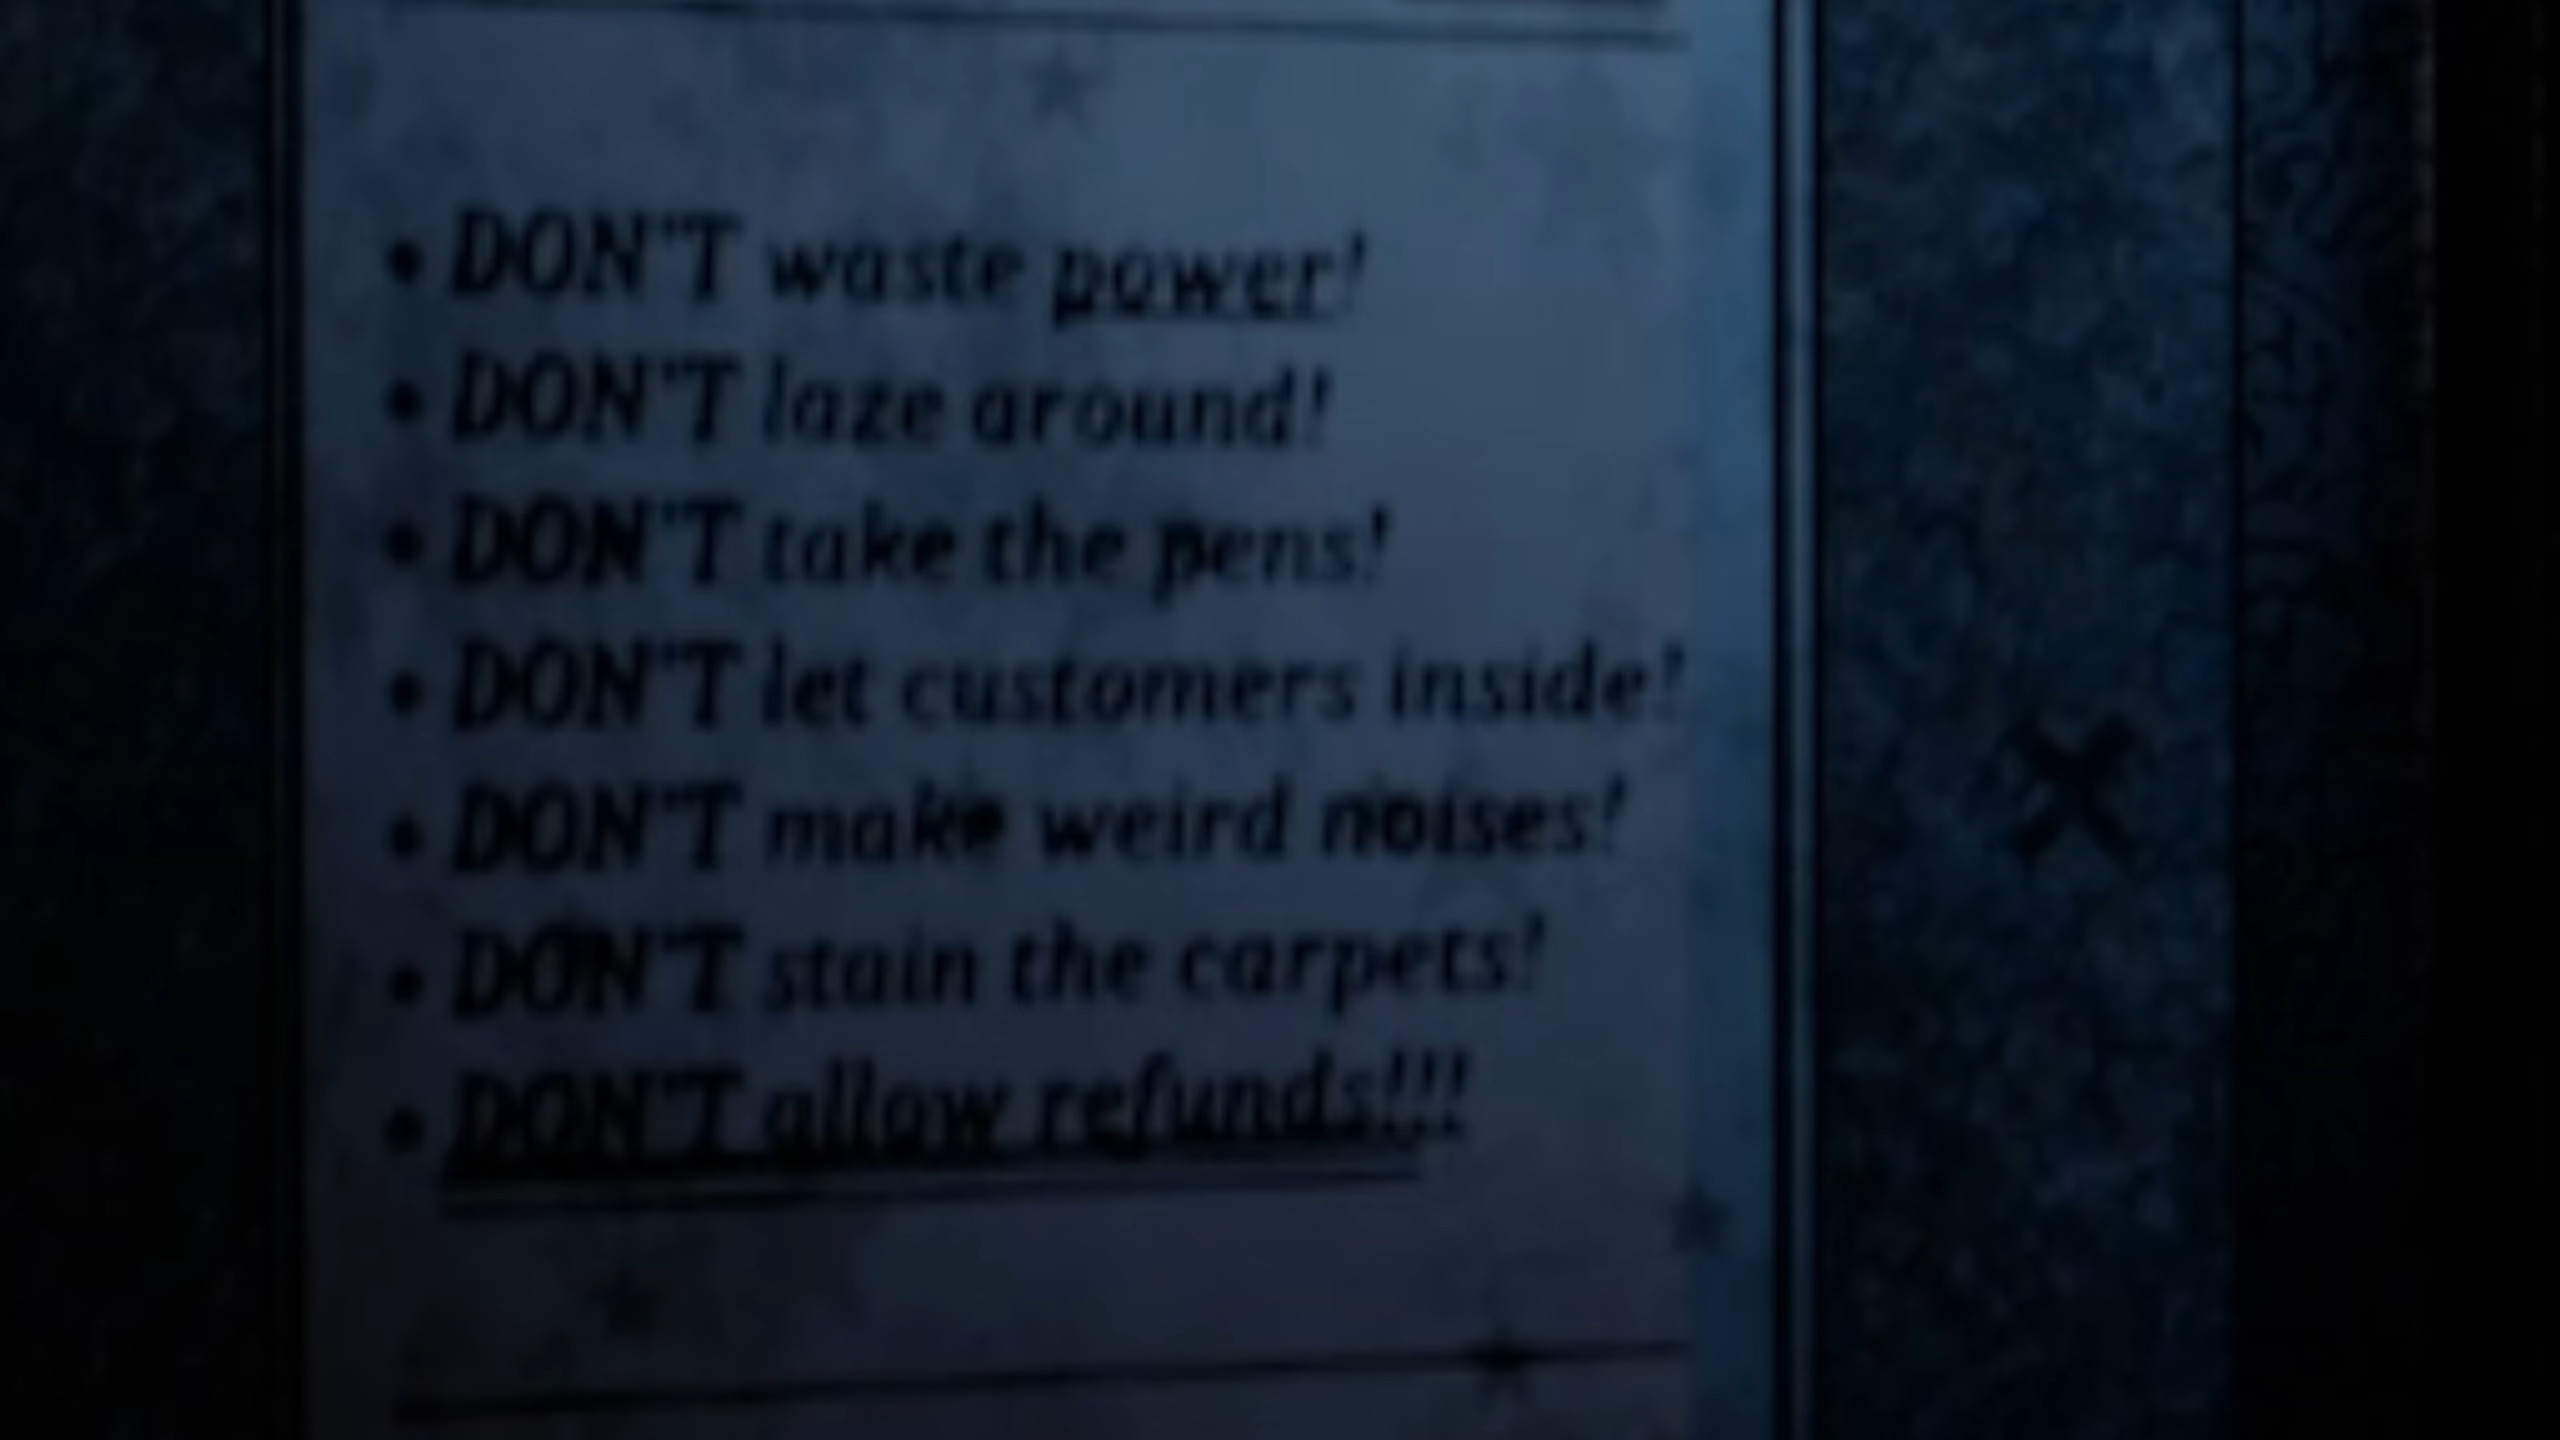 • DON'T waste power!
• DON'T laze around!
• DON'T take the pens!
• DON'T let customers inside!
• DON'T make weird noises!
• DON'T stain the carpets!
• DON'T allow refunds!!!